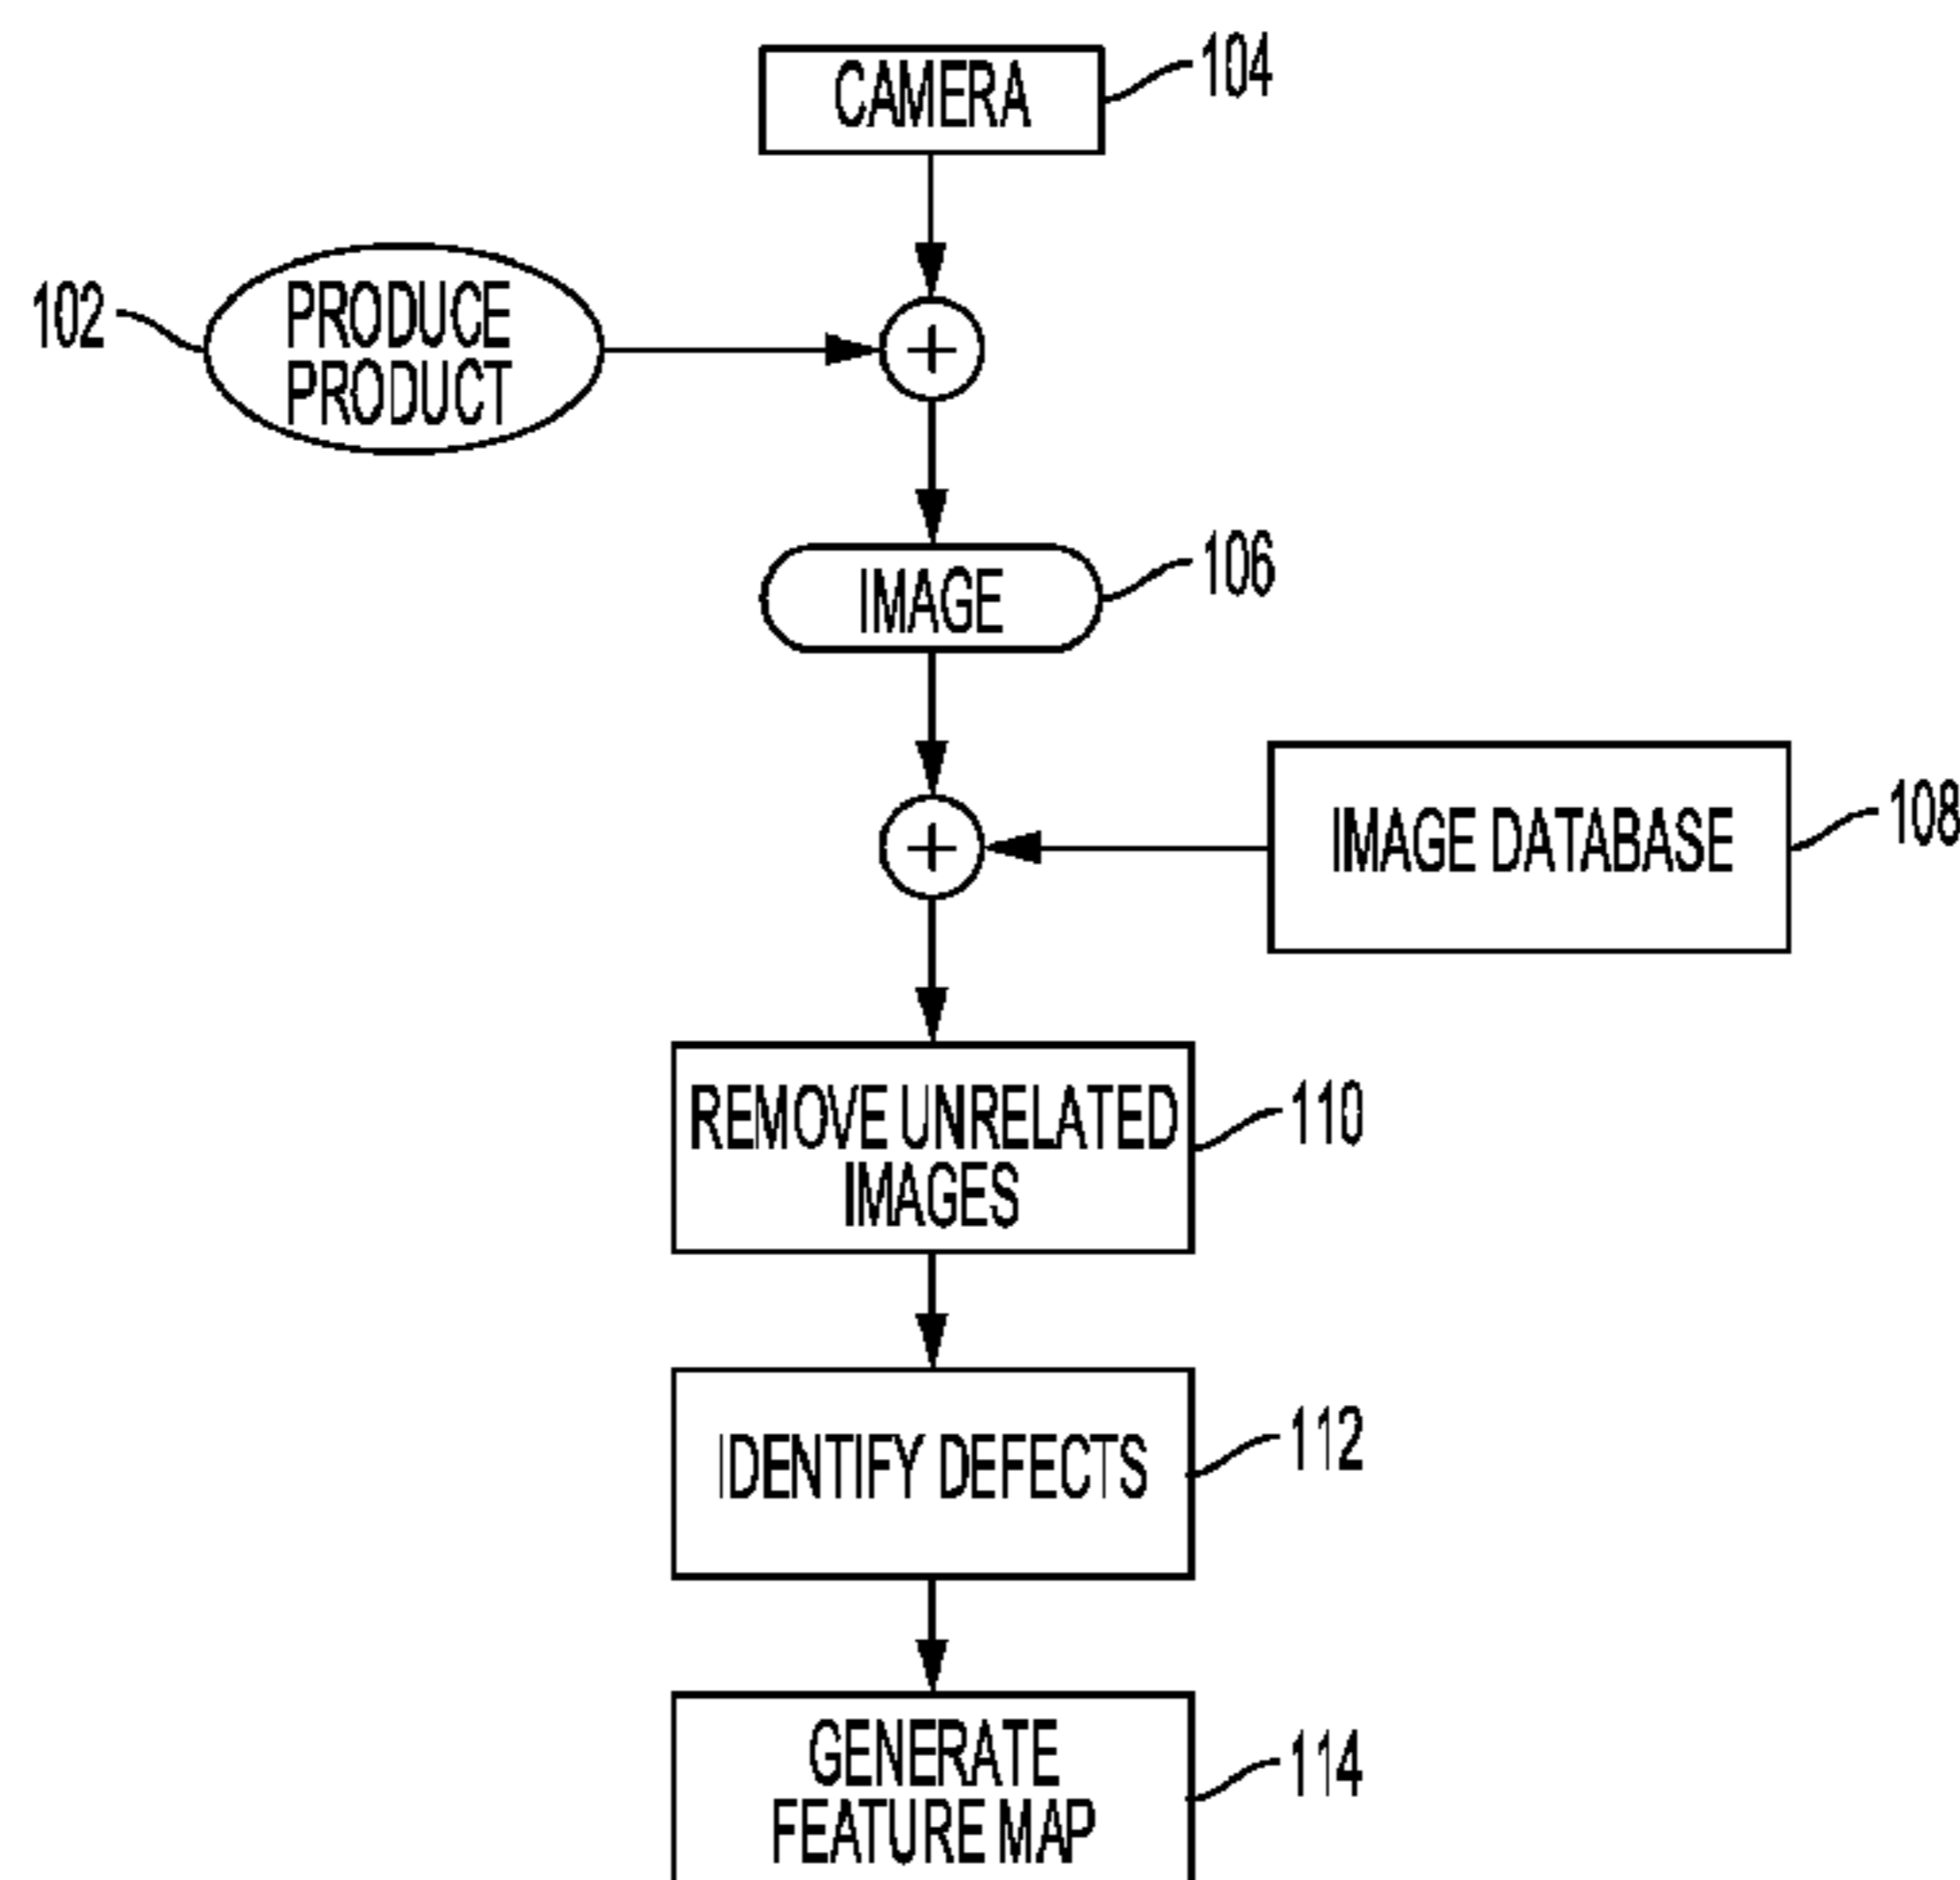 CAMERA
104
102
PRODUCE
PRODUCT
IMAGE
106
IMAGE DATABASE
108
REMOVE UNRELATED
IMAGES
110
IDENTIFY DEFECTS
112
GENERATE
FEATURE MAP
114